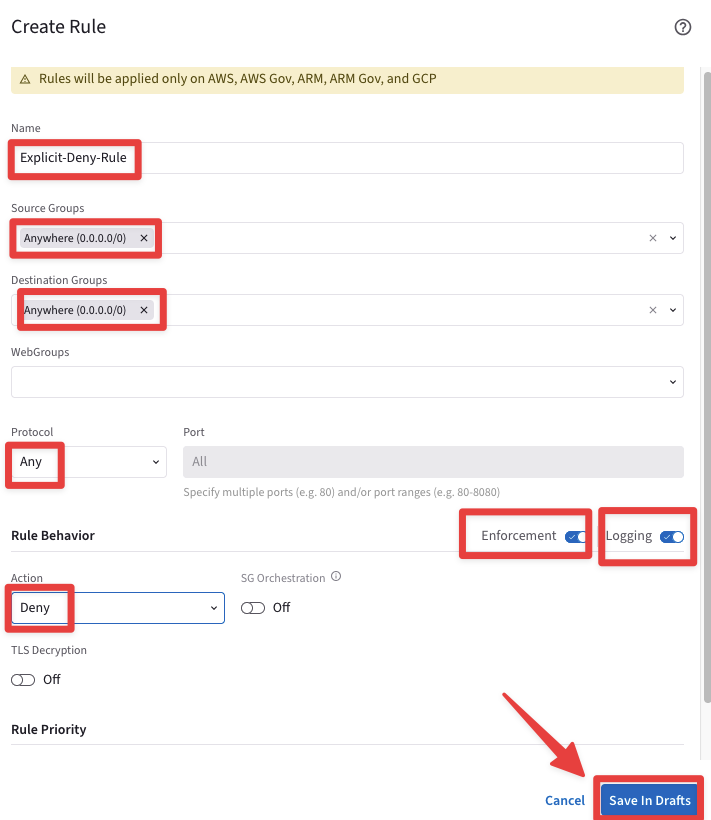 Create Rule
Rules will be applied only on AWS, AWS Gov, ARM, ARM Gov, and GCP
Name
Explicit-Deny-Rule
Source Groups
Anywhere (0.0.0.0/0)
Destination Groups
Anywhere (0.0.0.0/0)
WebGroups
Protocol Port
Any All
Specify multiple ports (e.g. 80) and/or port ranges (e.g. 80-8080)
Rule Behavior Enforcement Logging
Action SG Orchestration
Deny Off
TLS Decryption
Off
Rule Priority
Cancel Save In Drafts